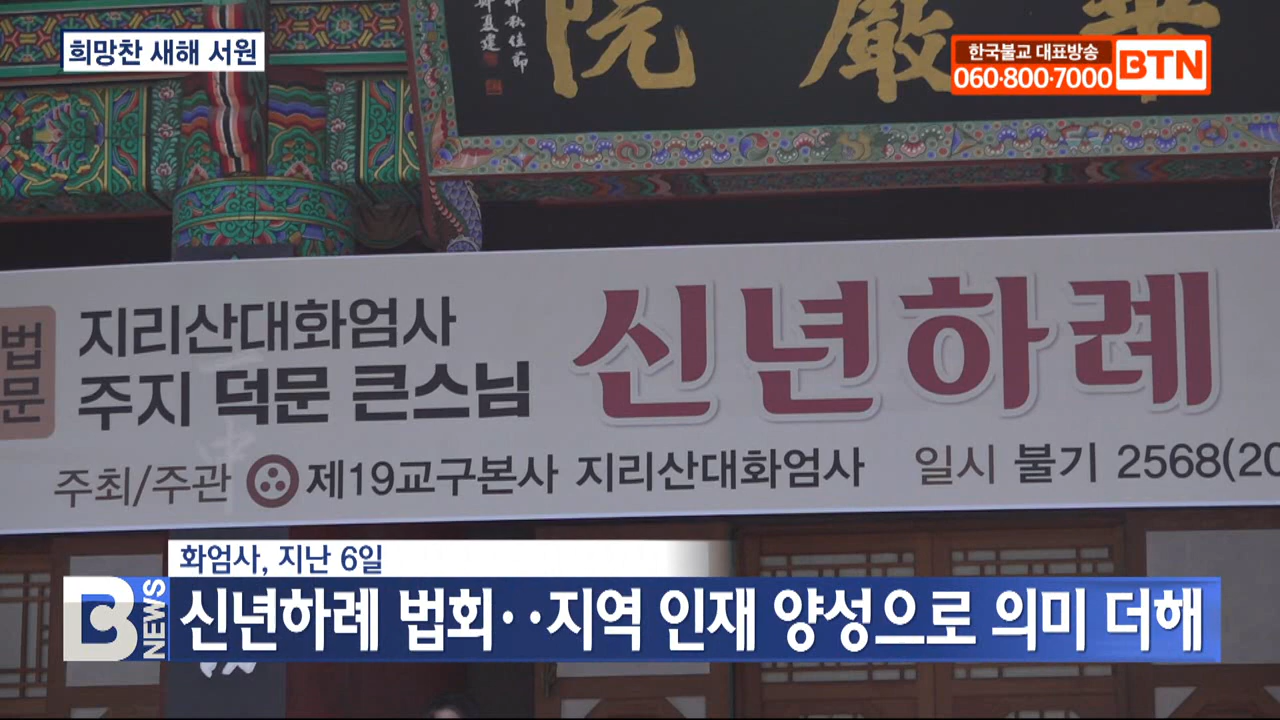 희망찬 새해 서원
한국불교 대표방송
060·800·7000
BTN
院 嚴 華
법문
지리산대화엄사
주지 덕문 큰스님
신년하례
주최/주관 제19교구본사 지리산대화엄사 일시 불기 2568(20
화엄사, 지난 6일
B NEWS
신년하례 법회··지역 인재 양성으로 의미 더해